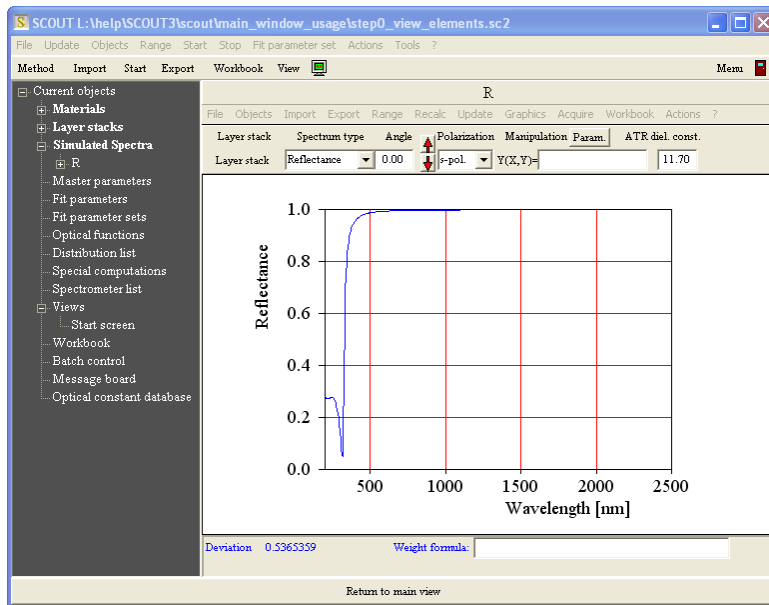 SCOUT L:\help\SCOUT3\scout\main_window_usage\step0_view_elements.sc2
File Update Objects Range Start Stop Fit parameter set Actions Tools ?
Method Import Start Export Workbook View Menu
Current objects
Materials
Layer stacks
Simulated Spectra
R
Master parameters
Fit parameters
Fit parameter sets
Optical functions
Distribution list
Special computations
Spectrometer list
Views
Start screen
Workbook
Batch control
Message board
Optical constant database
R
File Objects Import Export Range Recalc Update Graphics Acquire Workbook Actions ?
Layer stack Spectrum type Angle Polarization Manipulation Param. ATR diel. const.
Layer stack Reflectance 0.00 s-pol. Y(X,Y)= 11.70
Reflectance
1.0
0.8
0.6
0.4
0.2
0.0
500 1000 1500 2000 2500
Wavelength [nm]
Deviation 0.5365359 Weight formula:
Return to main view